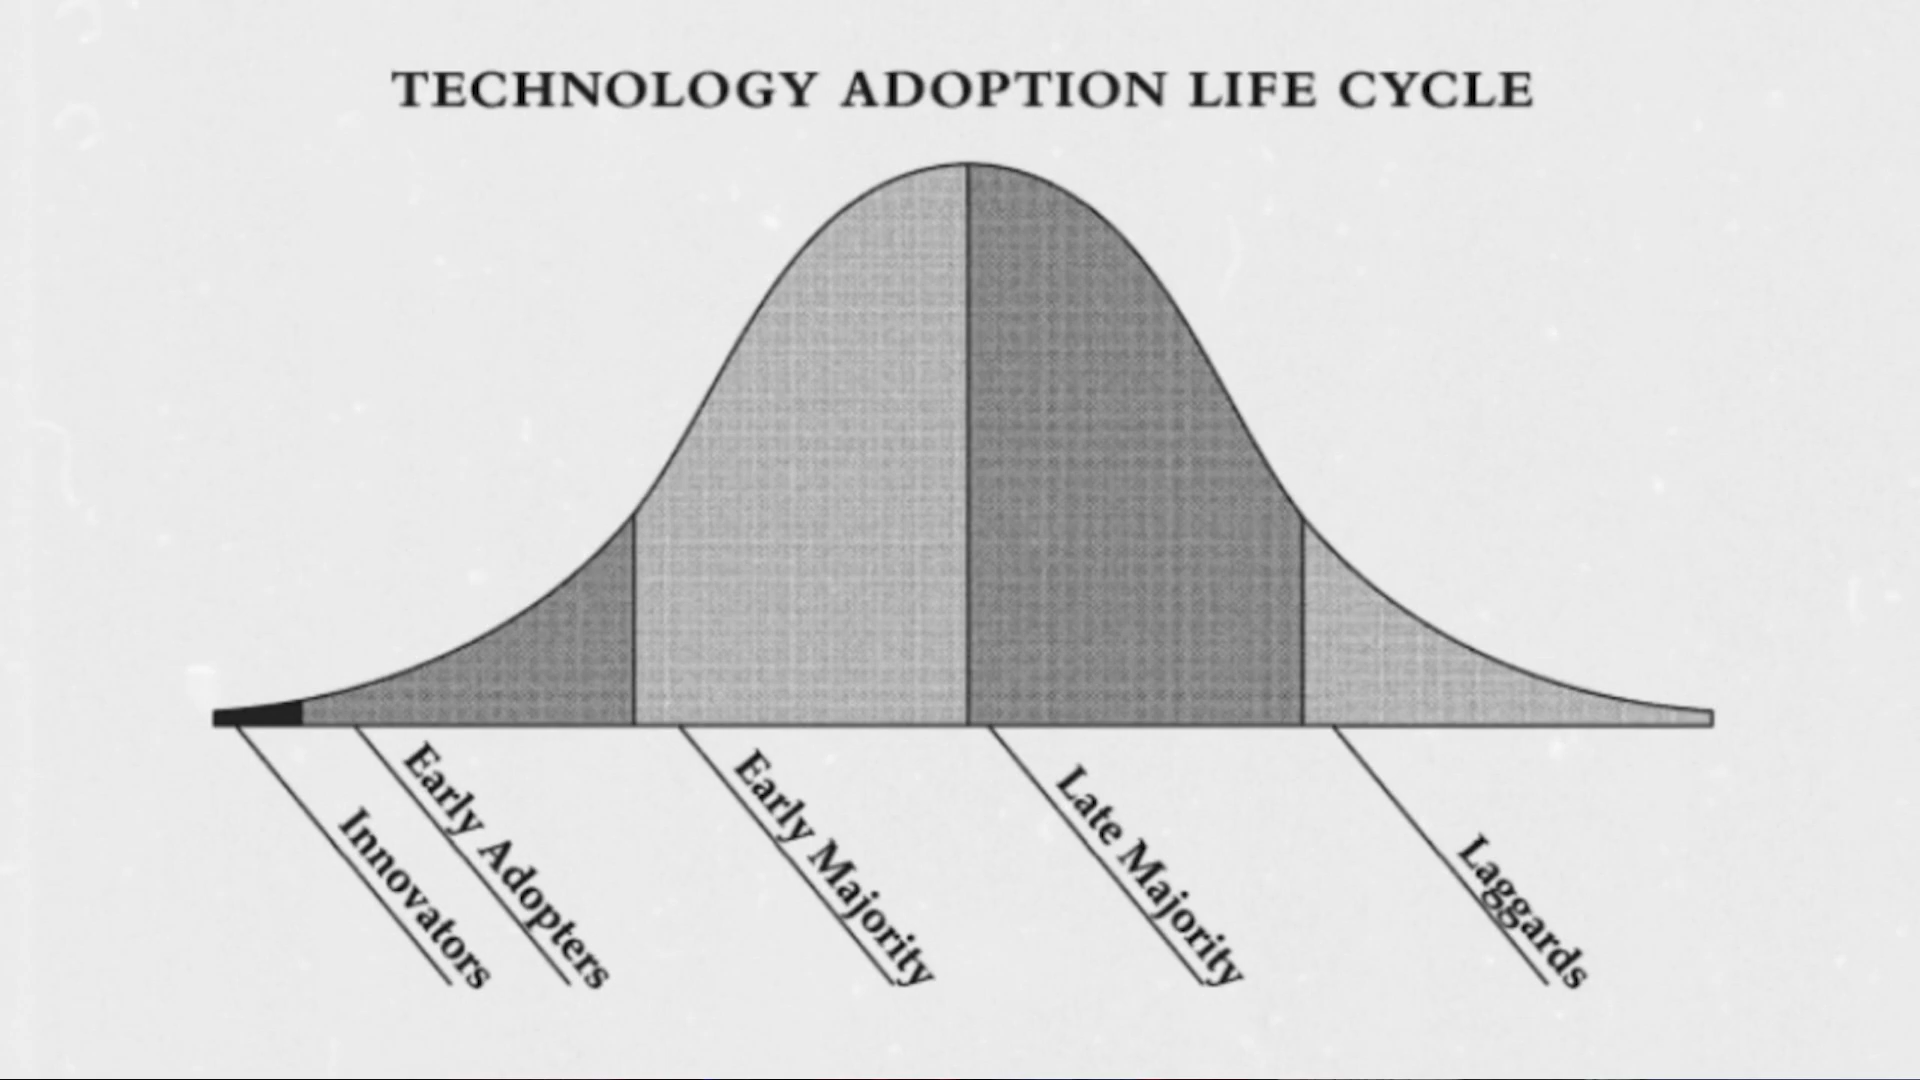 TECHNOLOGY ADOPTION LIFE CYCLE
Innovators
Early Adopters
Early Majority
Late Majority
Laggards